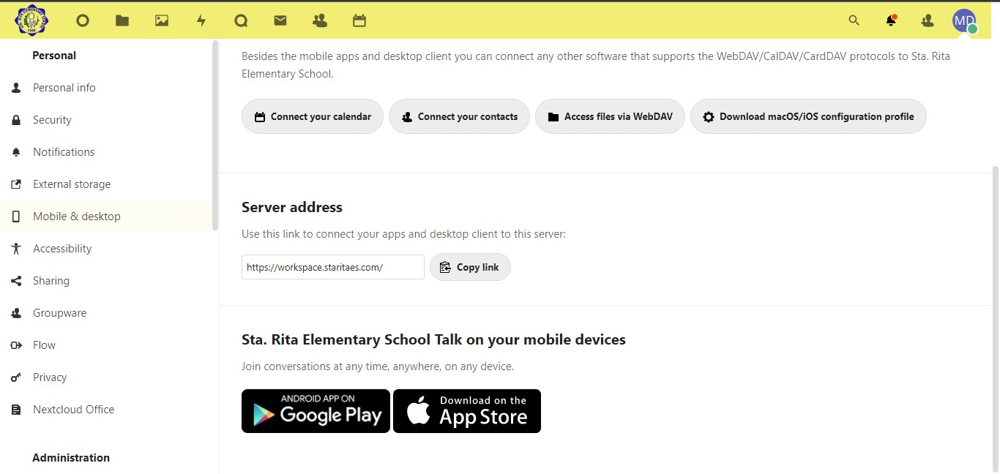 MD
Personal
Personal info
Security
Notifications
External storage
Mobile & desktop
Accessibility
Sharing
Groupware
Flow
Privacy
Nextcloud Office
Administration
Besides the mobile apps and desktop client you can connect any other software that supports the WebDAV/CalDAV/CardDAV protocols to Sta. Rita
Elementary School.
Connect your calendar
Connect your contacts
Access files via WebDAV
Download macOS/iOS configuration profile
Server address
Use this link to connect your apps and desktop client to this server:
https://workspace.staritaes.com/
Copy link
Sta. Rita Elementary School Talk on your mobile devices
Join conversations at any time, anywhere, on any device.
ANDROID APP ON
Google Play
Download on the
App Store